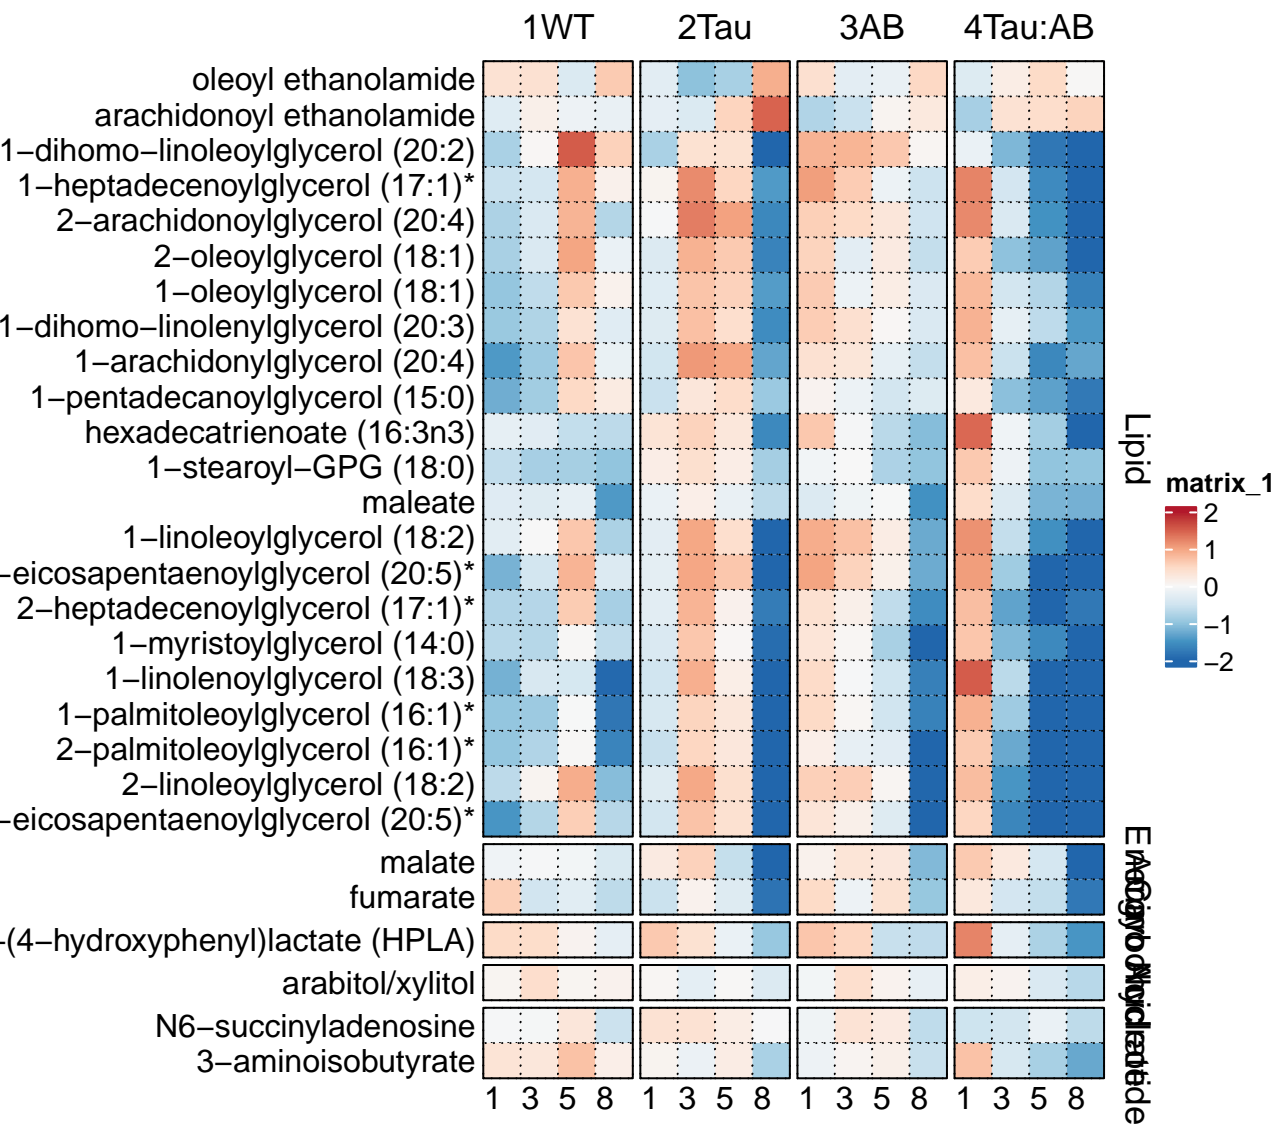 1WT 2Tau 3AB 4Tau:AB
oleoyl ethanolamide
arachidonoyl ethanolamide
1−dihomo−linoleoylglycerol (20:2)
1−heptadecenoylglycerol (17:1)*
2−arachidonoylglycerol (20:4)
2−oleoylglycerol (18:1)
1−oleoylglycerol (18:1)
1−dihomo−linolenylglycerol (20:3)
1−arachidonylglycerol (20:4)
1−pentadecanoylglycerol (15:0)
hexadecatrienoate (16:3n3)
1−stearoyl−GPG (18:0)
maleate
1−linoleoylglycerol (18:2)
−eicosapentaenoylglycerol (20:5)*
2−heptadecenoylglycerol (17:1)*
1−myristoylglycerol (14:0)
1−linolenoylglycerol (18:3)
1−palmitoleoylglycerol (16:1)*
2−palmitoleoylglycerol (16:1)*
2−linoleoylglycerol (18:2)
−eicosapentaenoylglycerol (20:5)*
malate
fumarate
−(4−hydroxyphenyl)lactate (HPLA)
arabitol/xylitol
N6−succinyladenosine
3−aminoisobutyrate
1 3 5 8 1 3 5 8 1 3 5 8 1 3 5 8
Lipid
matrix_1
2
1
0
−1
−2